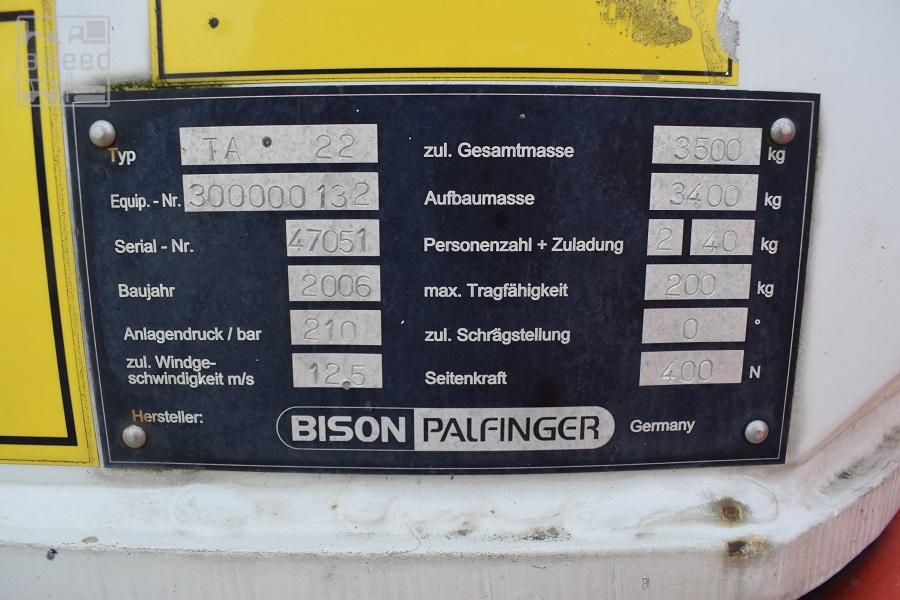 Jaseed
Typ TA 22
Equip. - Nr. 300000132
Serial - Nr. 47051
Baujahr 2006
Anlagendruck / bar 210
zul. Windge-
schwindigkeit m/s 12.5
Hersteller:
zul. Gesamtmasse 3500 kg
Aufbaumasse 3400 kg
Personenzahl + Zuladung 2 40 kg
max. Tragfähigkeit 200 kg
zul. Schrägstellung 0 °
Seitenkraft 400 N
BISON PALFINGER Germany